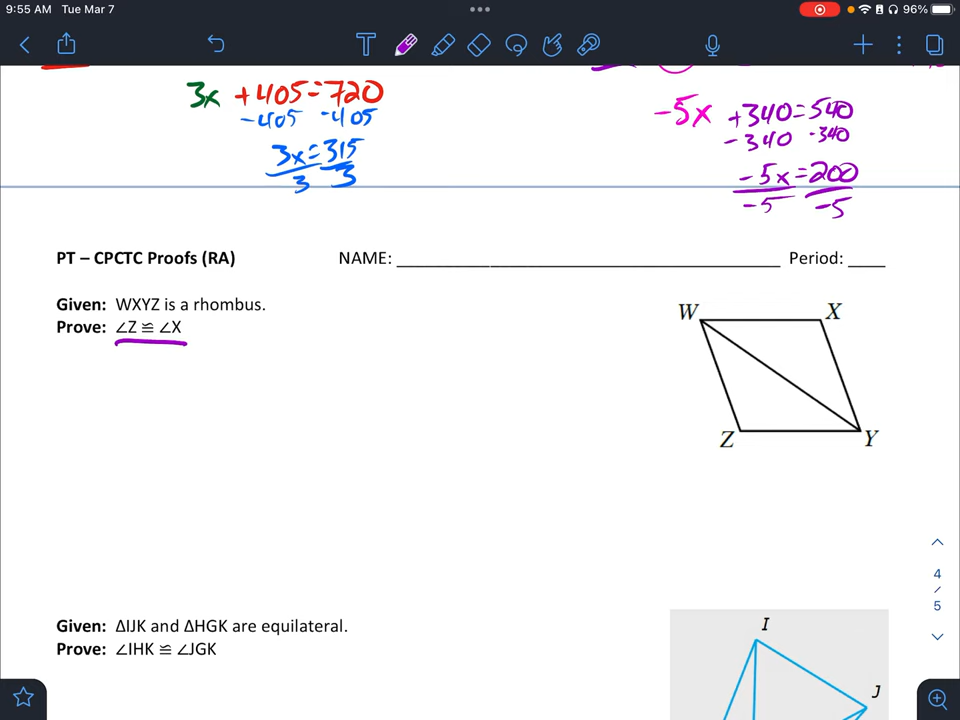 9:55 AM Tue Mar 7
96%
T
3x +405=720
-405 -405
3x=315
3 3
-5x +340=540
-340 -340
-5x=200
-5 -5
PT – CPCTC Proofs (RA) NAME: ______ Period: ____
Given: WXYZ is a rhombus.
Prove: ∠Z ≌ ∠X
W X
Z Y
4
/
5
Given: ΔIJK and ΔHGK are equilateral.
Prove: ∠IHK ≌ ∠JGK
I
J